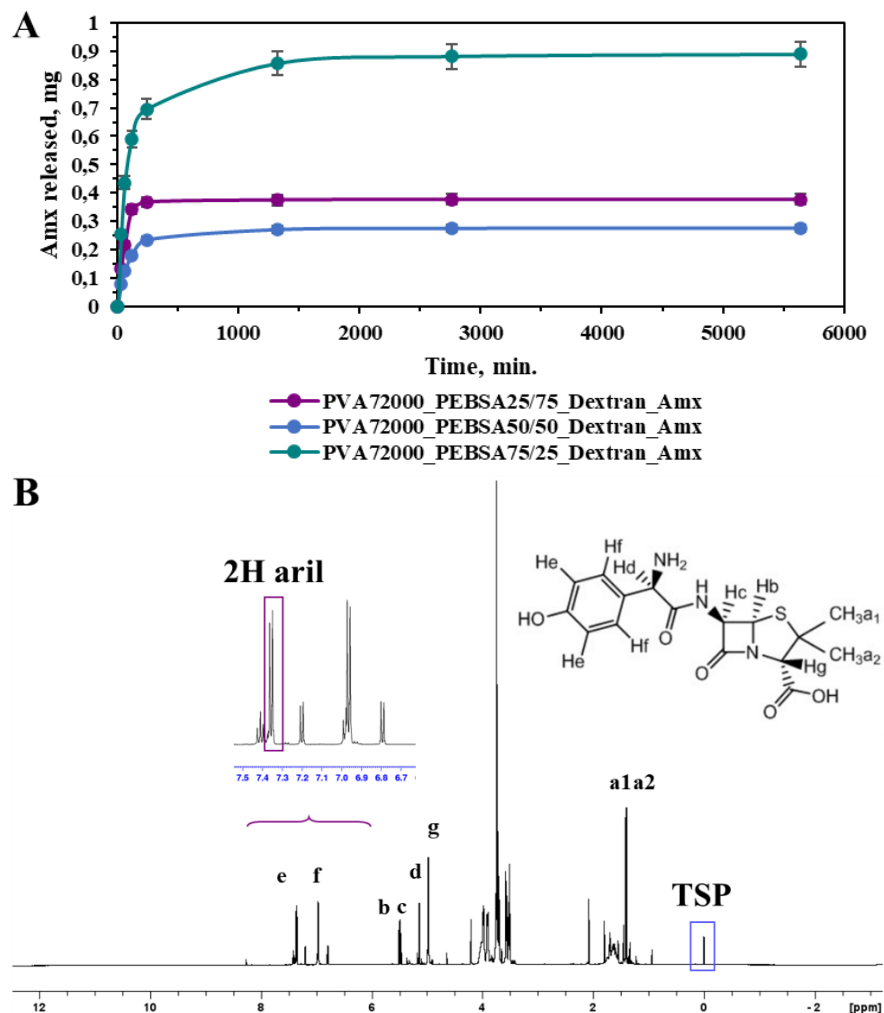 A
Amx released, mg
1
0,9
0,8
0,7
0,6
0,5
0,4
0,3
0,2
0,1
0
0 1000 2000 3000 4000 5000 6000
Time, min.
PVA72000_PEBSA25/75_Dextran_Amx
PVA72000_PEBSA50/50_Dextran_Amx
PVA72000_PEBSA75/25_Dextran_Amx
B
2H aril
7.5 7.4 7.3 7.2 7.1 7.0 6.9 6.8 6.7
He Hf Hd NH₂
HO He Hf O
H N Hc Hb S
CH₃a₁
CH₃a₂
O N Hg
O OH
e f b c d g a1a2 TSP
12 10 8 6 4 2 0 -2 [ppm]